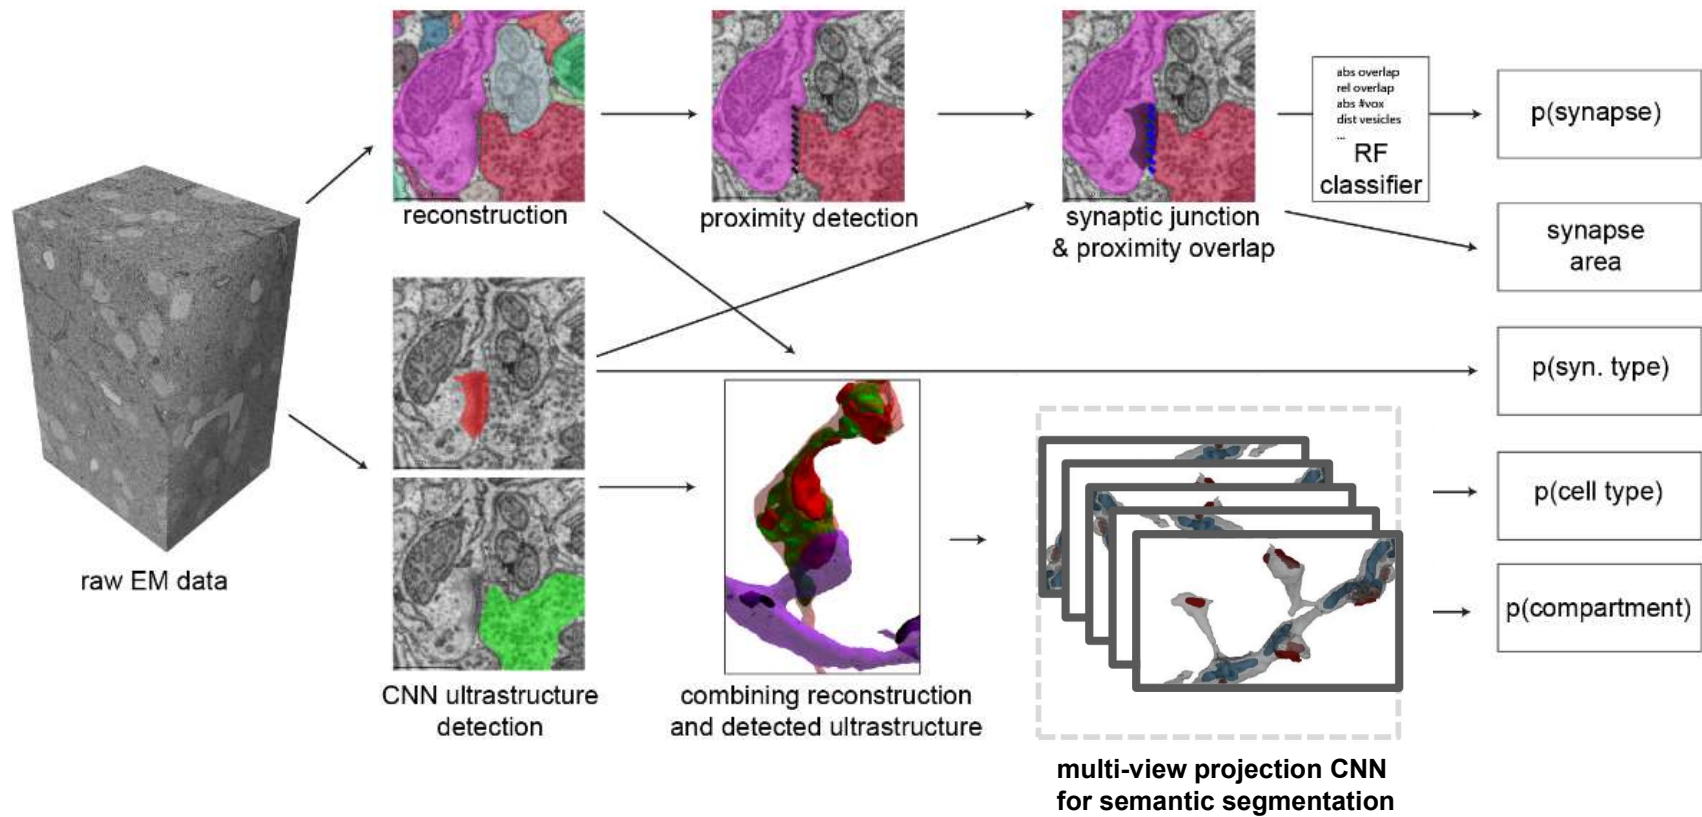 abs overlap
rel overlap
abs #vox
dist vesicles
...
RF
classifier
p(synapse)
reconstruction
proximity detection
synaptic junction
& proximity overlap
synapse
area
p(syn. type)
p(cell type)
raw EM data
p(compartment)
CNN ultrastructure
detection
combining reconstruction
and detected ultrastructure
multi-view projection CNN
for semantic segmentation